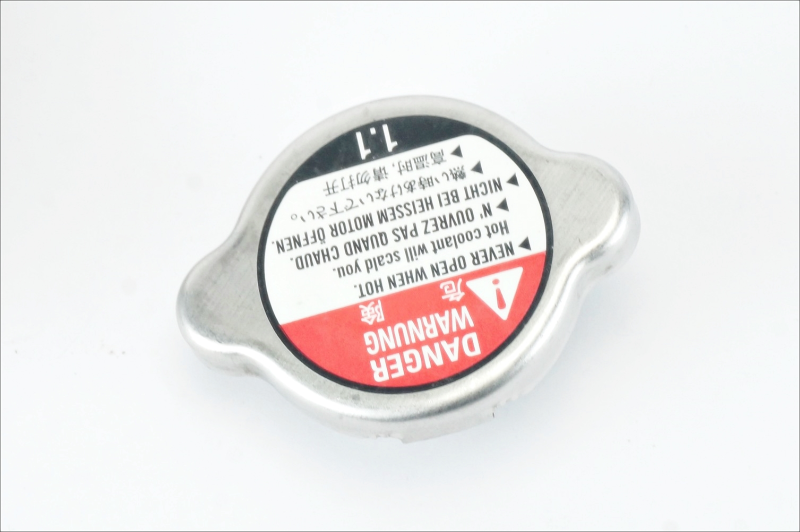 DANGER
WARNUNG
危険
▶ NEVER OPEN WHEN HOT.
Hot coolant will scald you.
▶ N' OUVREZ PAS QUAND CHAUD.
▶ NICHT BEI HEISSEM MOTOR ÖFFNEN.
▶ 熱い時あけないで下さい。
▶ 高温时,请勿打开
1.1